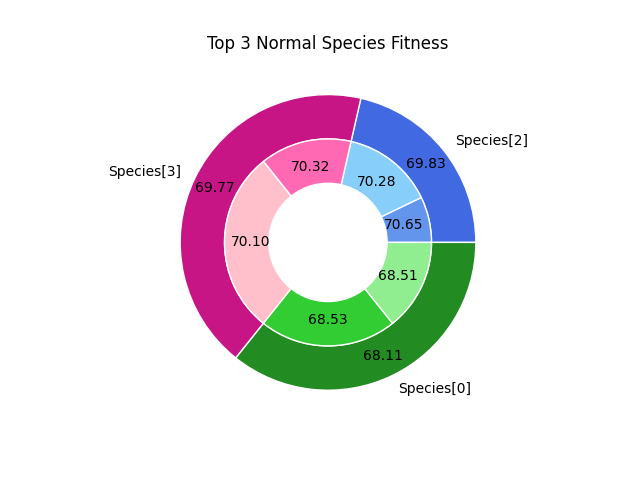 Top 3 Normal Species Fitness
Species[2]
69.83
70.32
70.28
Species[3]
69.77
70.65
70.10
68.51
68.53
68.11
Species[0]